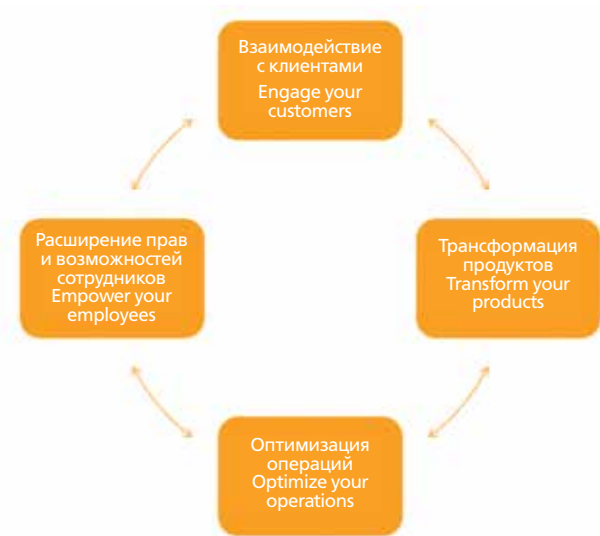 Взаимодействие
с клиентами
Engage your
customers
Расширение прав
и возможностей
сотрудников
Empower your
employees
Трансформация
продуктов
Transform your
products
Оптимизация
операций
Optimize your
operations